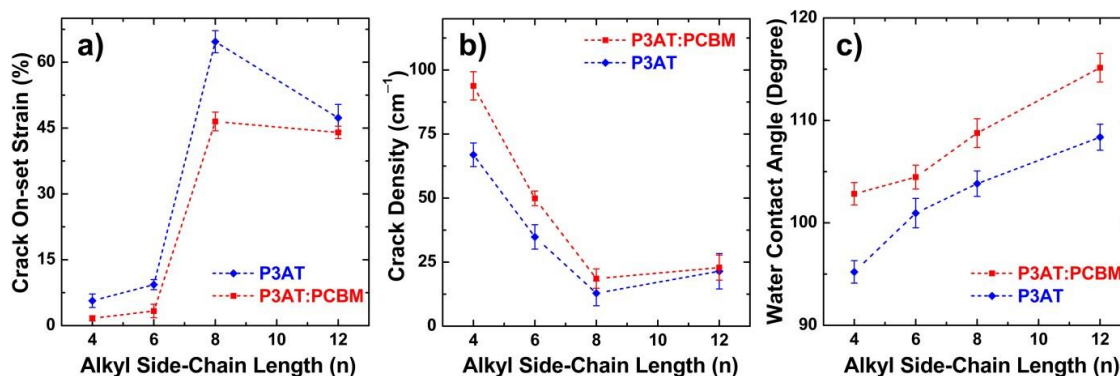 a)
Crack On-set Strain (%)
60
45
30
15
0
P3AT
P3AT:PCBM
4 6 8 10 12
Alkyl Side-Chain Length (n)
b)
Crack Density (cm⁻¹)
100
75
50
25
0
P3AT:PCBM
P3AT
4 6 8 10 12
Alkyl Side-Chain Length (n)
c)
Water Contact Angle (Degree)
120
110
100
90
P3AT:PCBM
P3AT
4 6 8 10 12
Alkyl Side-Chain Length (n)